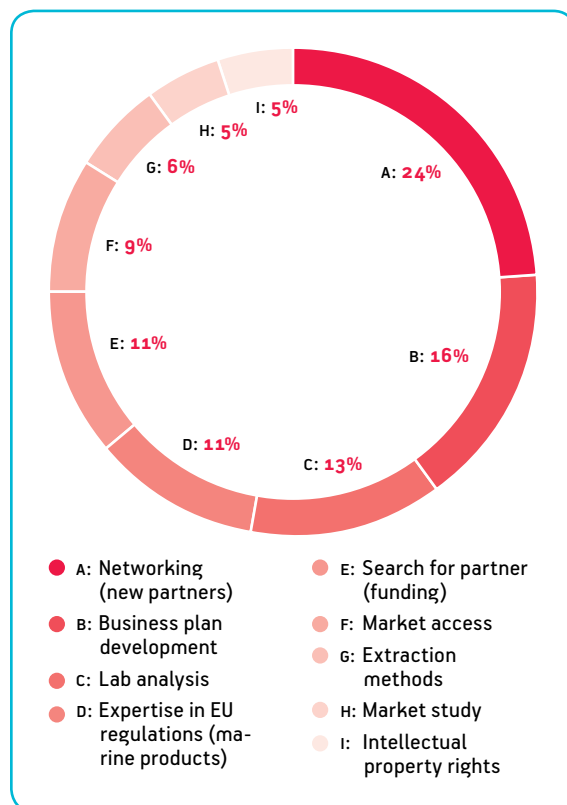 I: 5%
H: 5%
G: 6%
A: 24%
F: 9%
E: 11%
B: 16%
D: 11%
C: 13%
A: Networking
(new partners)
B: Business plan
development
C: Lab analysis
D: Expertise in EU
regulations (ma-
rine products)
E: Search for partner
(funding)
F: Market access
G: Extraction
methods
H: Market study
I: Intellectual
property rights